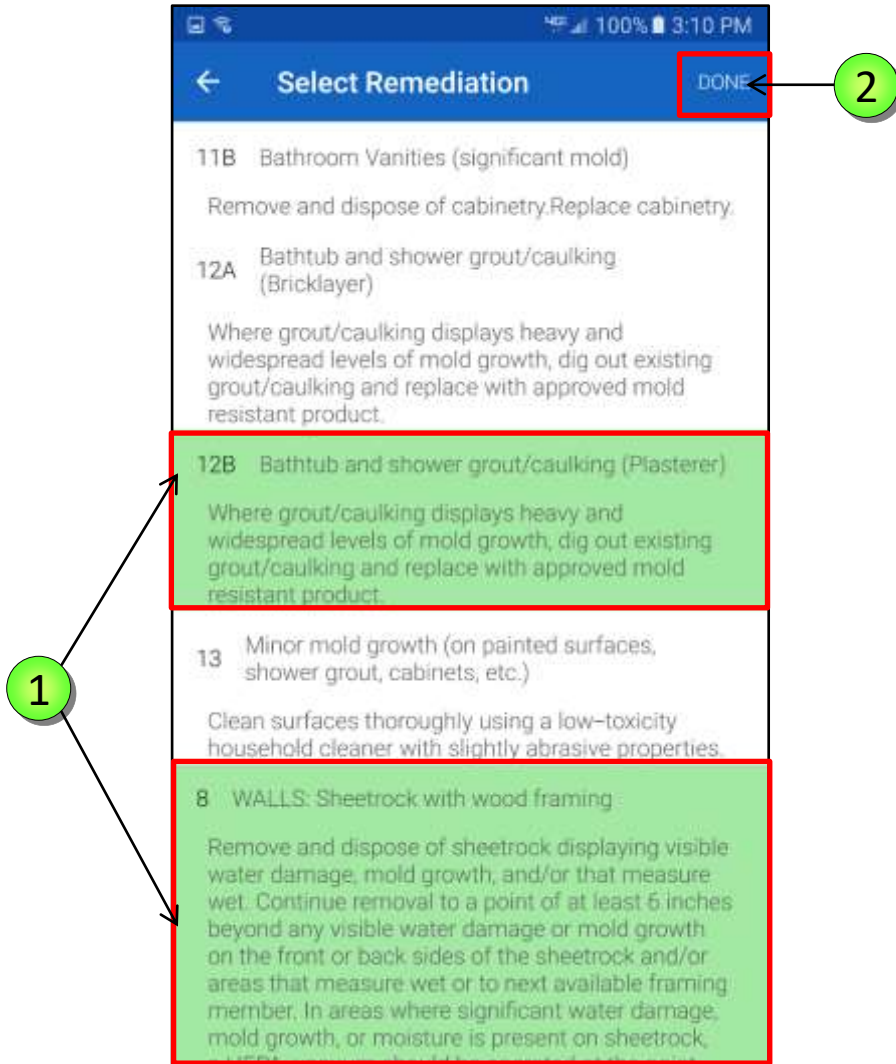 100% 3:10 PM
Select Remediation
DONE
2
11B Bathroom Vanities (significant mold)
Remove and dispose of cabinetry.Replace cabinetry.
12A Bathtub and shower grout/caulking
(Bricklayer)
Where grout/caulking displays heavy and
widespread levels of mold growth, dig out existing
grout/caulking and replace with approved mold
resistant product.
12B Bathtub and shower grout/caulking (Plasterer)
Where grout/caulking displays heavy and
widespread levels of mold growth, dig out existing
grout/caulking and replace with approved mold
resistant product.
1
13 Minor mold growth (on painted surfaces,
shower grout, cabinets, etc.)
Clean surfaces thoroughly using a low-toxicity
household cleaner with slightly abrasive properties.
8 WALLS: Sheetrock with wood framing
Remove and dispose of sheetrock displaying visible
water damage, mold growth, and/or that measure
wet. Continue removal to a point of at least 6 inches
beyond any visible water damage or mold growth
on the front or back sides of the sheetrock and/or
areas that measure wet or to next available framing
member. In areas where significant water damage,
mold growth, or moisture is present on sheetrock,